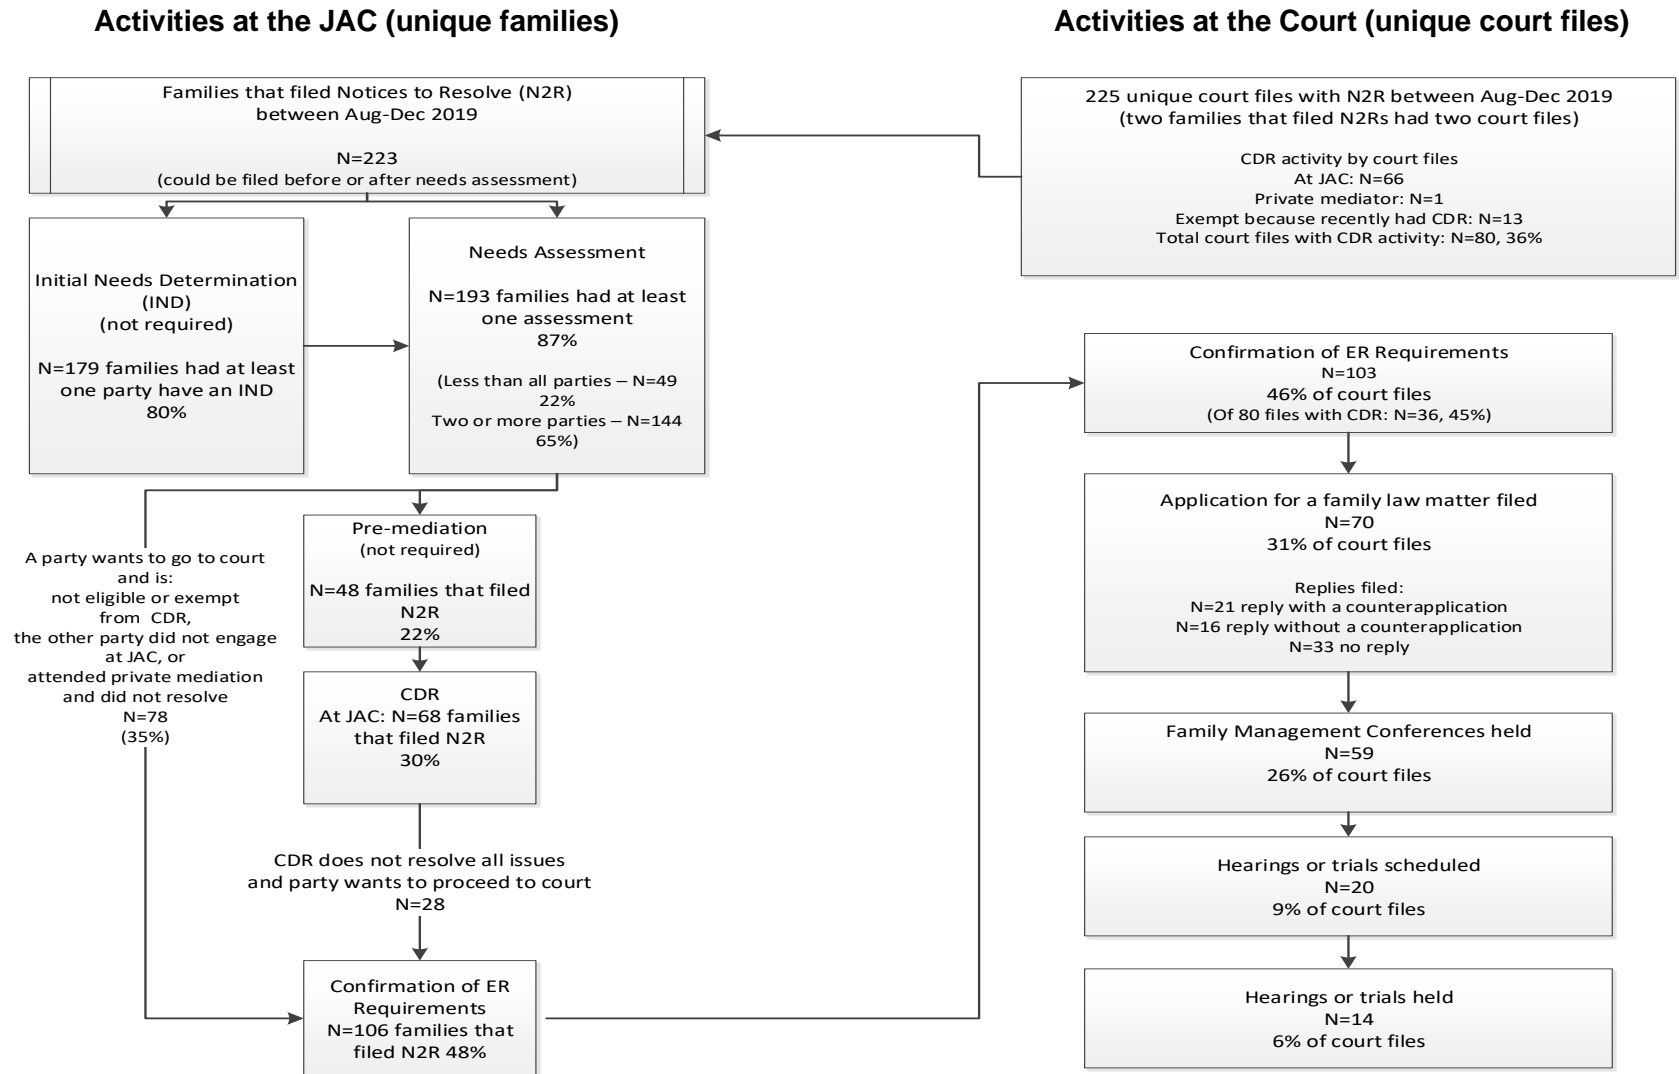 Activities at the JAC (unique families)
Activities at the Court (unique court files)
Families that filed Notices to Resolve (N2R)
between Aug-Dec 2019
N=223
(could be filed before or after needs assessment)
Initial Needs Determination
(IND)
(not required)
N=179 families had at least
one party have an IND
80%
Needs Assessment
N=193 families had at least
one assessment
87%
(Less than all parties – N=49
22%
Two or more parties – N=144
65%)
A party wants to go to court
and is:
not eligible or exempt
from CDR,
the other party did not engage
at JAC, or
attended private mediation
and did not resolve
N=78
(35%)
Pre-mediation
(not required)
N=48 families that filed
N2R
22%
CDR
At JAC: N=68 families
that filed N2R
30%
CDR does not resolve all issues
and party wants to proceed to court
N=28
Confirmation of ER
Requirements
N=106 families that
filed N2R 48%
225 unique court files with N2R between Aug-Dec 2019
(two families that filed N2Rs had two court files)
CDR activity by court files
At JAC: N=66
Private mediator: N=1
Exempt because recently had CDR: N=13
Total court files with CDR activity: N=80, 36%
Confirmation of ER Requirements
N=103
46% of court files
(Of 80 files with CDR: N=36, 45%)
Application for a family law matter filed
N=70
31% of court files
Replies filed:
N=21 reply with a counterapplication
N=16 reply without a counterapplication
N=33 no reply
Family Management Conferences held
N=59
26% of court files
Hearings or trials scheduled
N=20
9% of court files
Hearings or trials held
N=14
6% of court files